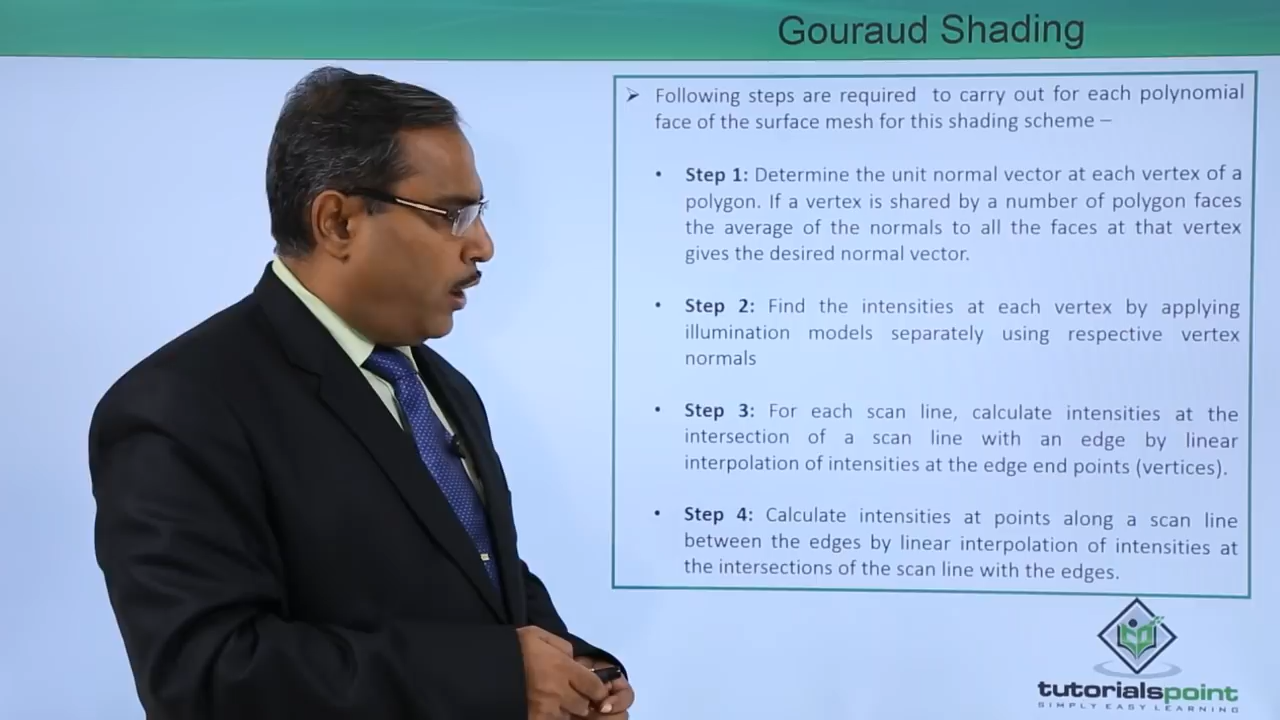 Gouraud Shading
➢ Following steps are required to carry out for each polynomial
face of the surface mesh for this shading scheme –
• Step 1: Determine the unit normal vector at each vertex of a
polygon. If a vertex is shared by a number of polygon faces
the average of the normals to all the faces at that vertex
gives the desired normal vector.
• Step 2: Find the intensities at each vertex by applying
illumination models separately using respective vertex
normals
• Step 3: For each scan line, calculate intensities at the
intersection of a scan line with an edge by linear
interpolation of intensities at the edge end points (vertices).
• Step 4: Calculate intensities at points along a scan line
between the edges by linear interpolation of intensities at
the intersections of the scan line with the edges.
tutorialspoint
SIMPLY EASY LEARNING